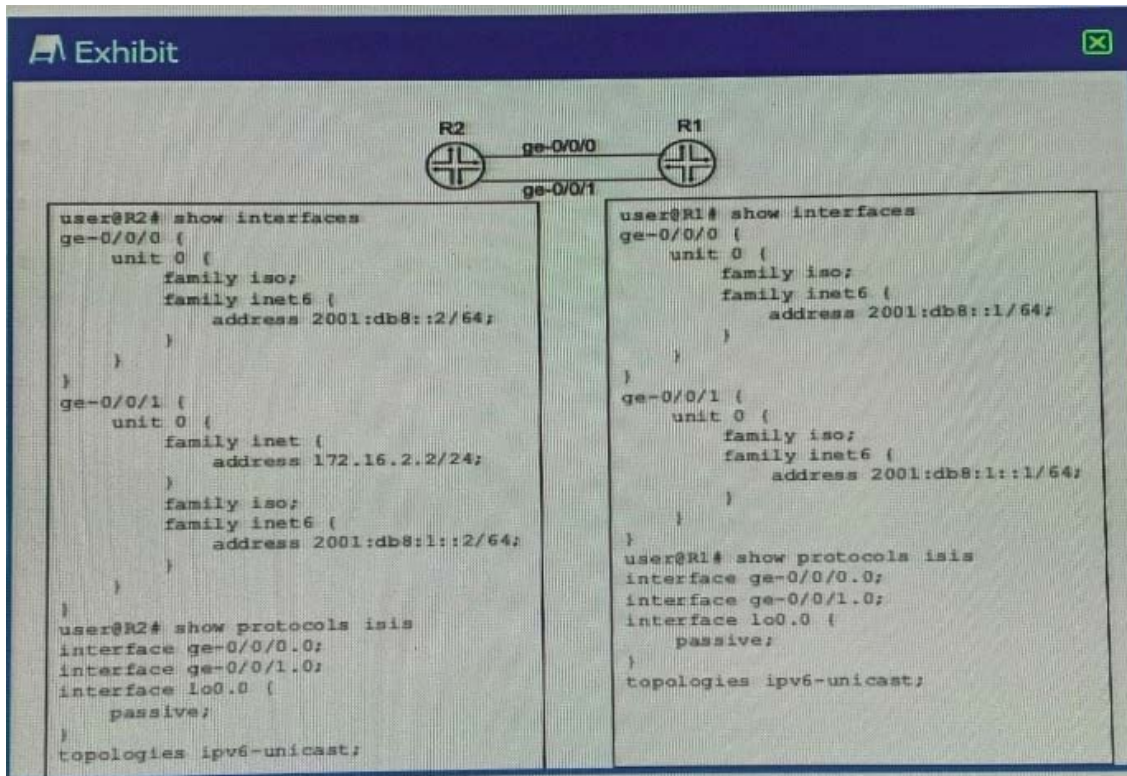 Exhibit
R2
R1
ge-0/0/0
ge-0/0/1
user@R2# show interfaces
ge-0/0/0 {
unit 0 {
family iso;
family inet6 {
address 2001:db8::2/64;
}
}
}
ge-0/0/1 {
unit 0 {
family inet {
address 172.16.2.2/24;
}
family iso;
family inet6 {
address 2001:db8:1::2/64;
}
}
}
user@R2# show protocols isis
interface ge-0/0/0.0;
interface ge-0/0/1.0;
interface lo0.0 {
passive;
}
topologies ipv6-unicast;
user@R1# show interfaces
ge-0/0/0 {
unit 0 {
family iso;
family inet6 {
address 2001:db8::1/64;
}
}
}
ge-0/0/1 {
unit 0 {
family iso;
family inet6 {
address 2001:db8:1::1/64;
}
}
}
user@R1# show protocols isis
interface ge-0/0/0.0;
interface ge-0/0/1.0;
interface lo0.0 {
passive;
}
topologies ipv6-unicast;